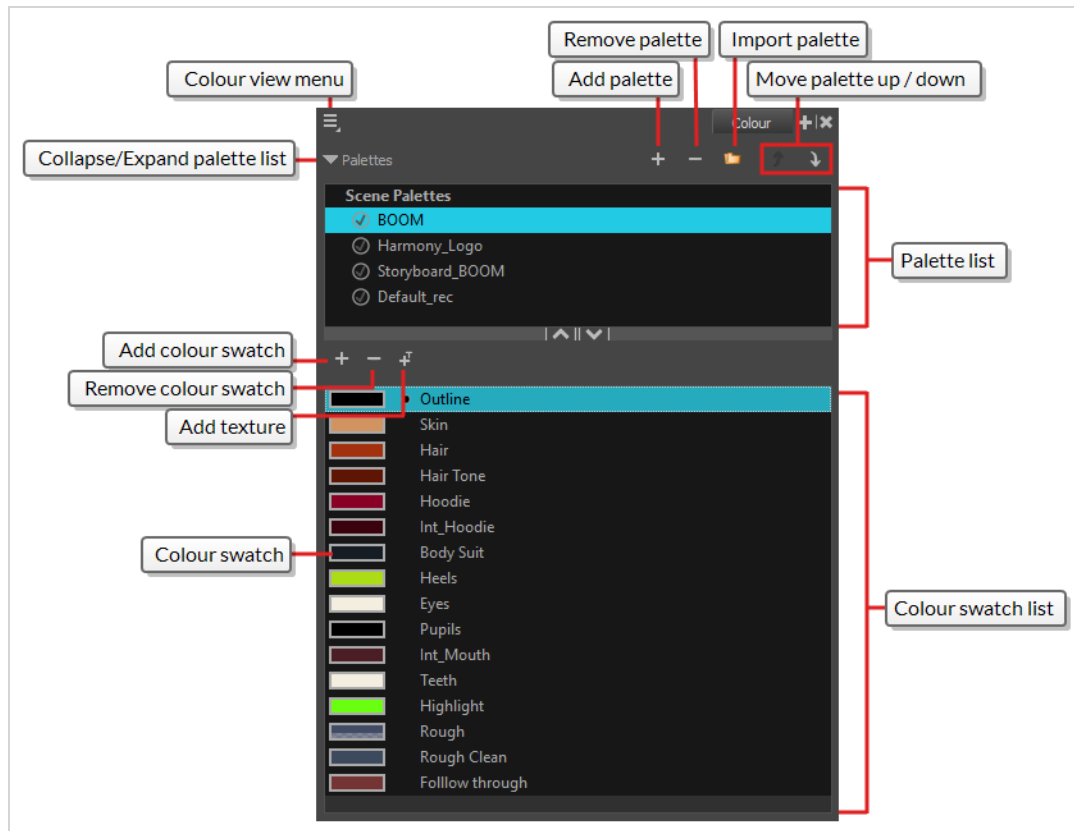 Remove palette
Import palette
Colour view menu
Add palette
Move palette up / down
Colour
Collapse/Expand palette list
Palettes
Scene Palettes
BOOM
Harmony_Logo
Palette list
Storyboard_BOOM
Default_rec
Add colour swatch
Remove colour swatch
Outline
Add texture
Skin
Hair
Hair Tone
Hoodie
Int_Hoodie
Colour swatch
Body Suit
Heels
Eyes
Colour swatch list
Pupils
Int_Mouth
Teeth
Highlight
Rough
Rough Clean
Folllow through